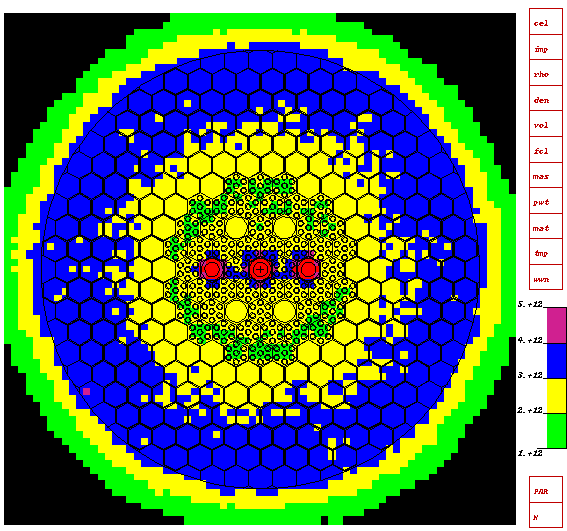 cel
imp
rho
den
vol
fcl
mas
pwt
mat
tmp
wwn
5.+12
4.+12
3.+12
2.+12
1.+12
PAR
N